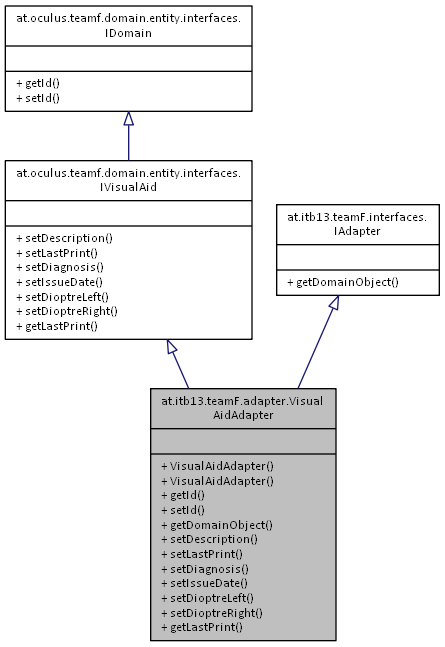 at.oculus.teamf.domain.entity.interfaces.
IDomain
+ getId()
+ setId()
at.oculus.teamf.domain.entity.interfaces.
IVisualAid
+ setDescription()
+ setLastPrint()
+ setDiagnosis()
+ setIssueDate()
+ setDioptreLeft()
+ setDioptreRight()
+ getLastPrint()
at.itb13.teamF.interfaces.
IAdapter
+ getDomainObject()
at.itb13.teamF.adapter.Visual
AidAdapter
+ VisualAidAdapter()
+ VisualAidAdapter()
+ getId()
+ setId()
+ getDomainObject()
+ setDescription()
+ setLastPrint()
+ setDiagnosis()
+ setIssueDate()
+ setDioptreLeft()
+ setDioptreRight()
+ getLastPrint()